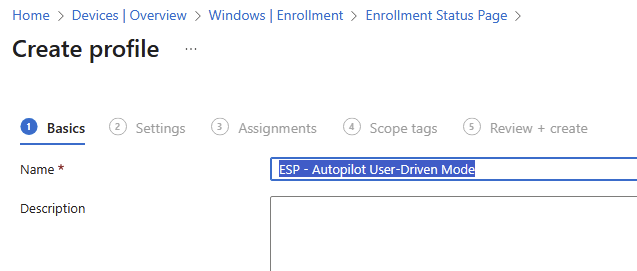 Home > Devices | Overview > Windows | Enrollment > Enrollment Status Page >
Create profile ...
1 Basics 2 Settings 3 Assignments 4 Scope tags 5 Review + create
Name * ESP - Autopilot User-Driven Mode
Description